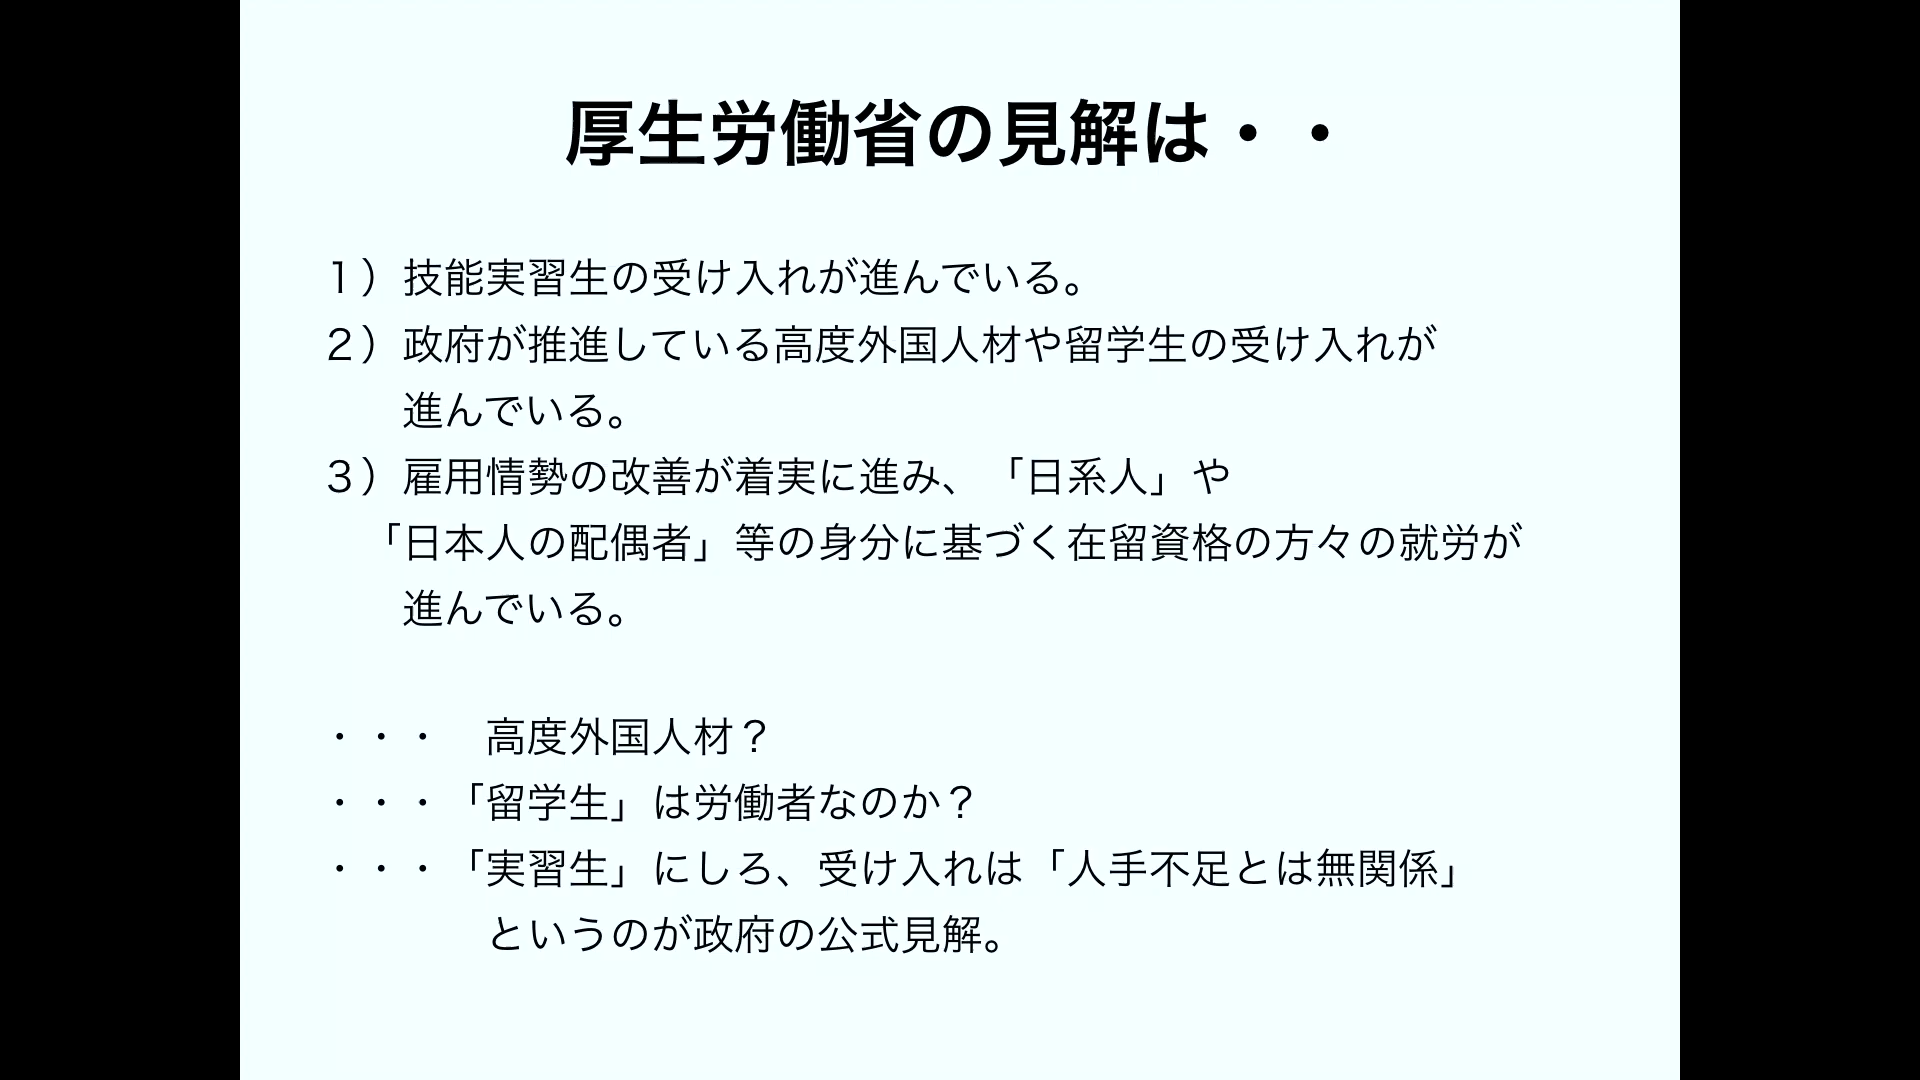 厚生労働省の見解は・・
１）技能実習生の受け入れが進んでいる。
２）政府が推進している高度外国人材や留学生の受け入れが
進んでいる。
３）雇用情勢の改善が着実に進み、「日系人」や
「日本人の配偶者」等の身分に基づく在留資格の方々の就労が
進んでいる。
・・・　高度外国人材？
・・・「留学生」は労働者なのか？
・・・「実習生」にしろ、受け入れは「人手不足とは無関係」
というのが政府の公式見解。